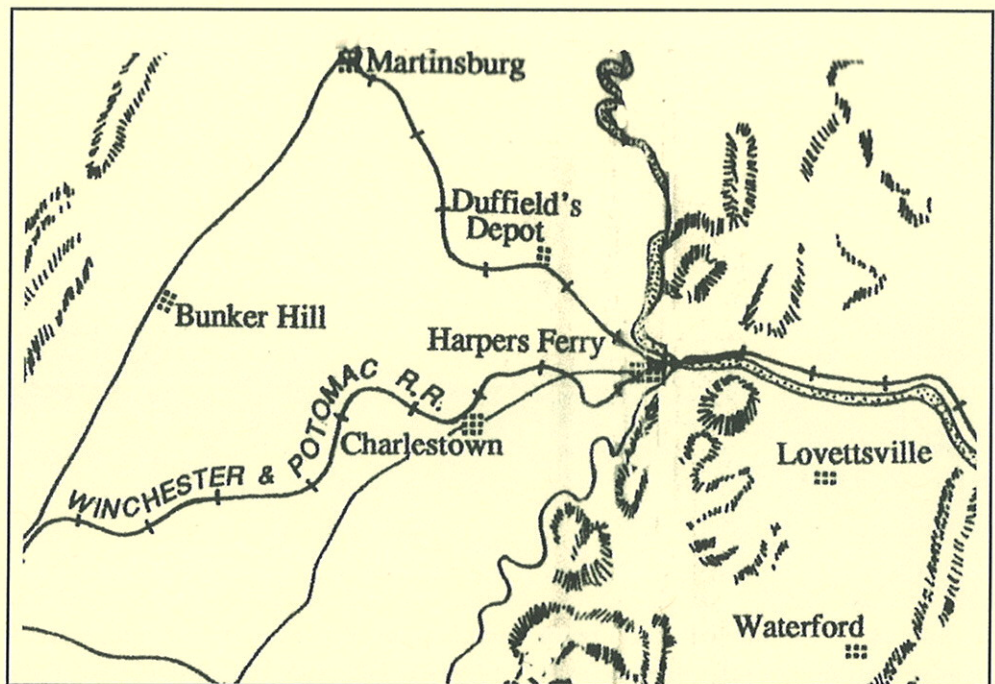 Martinsburg
Duffield's
Depot
Bunker Hill
Harpers Ferry
WINCHESTER & POTOMAC R.R.
Charlestown
Lovettsville
Waterford